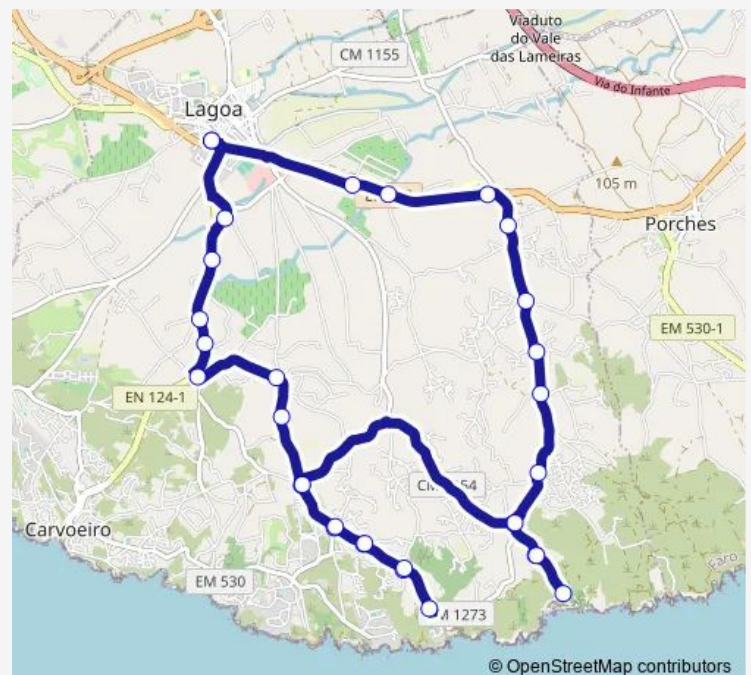 Viaduto
do Vale
das Lameiras
CM 1155
Via do Infante
Lagoa
105 m
Porches
EM 530-1
EN 124-1
Carvoeiro
EM 530
Faro
© OpenStreetMap contributors